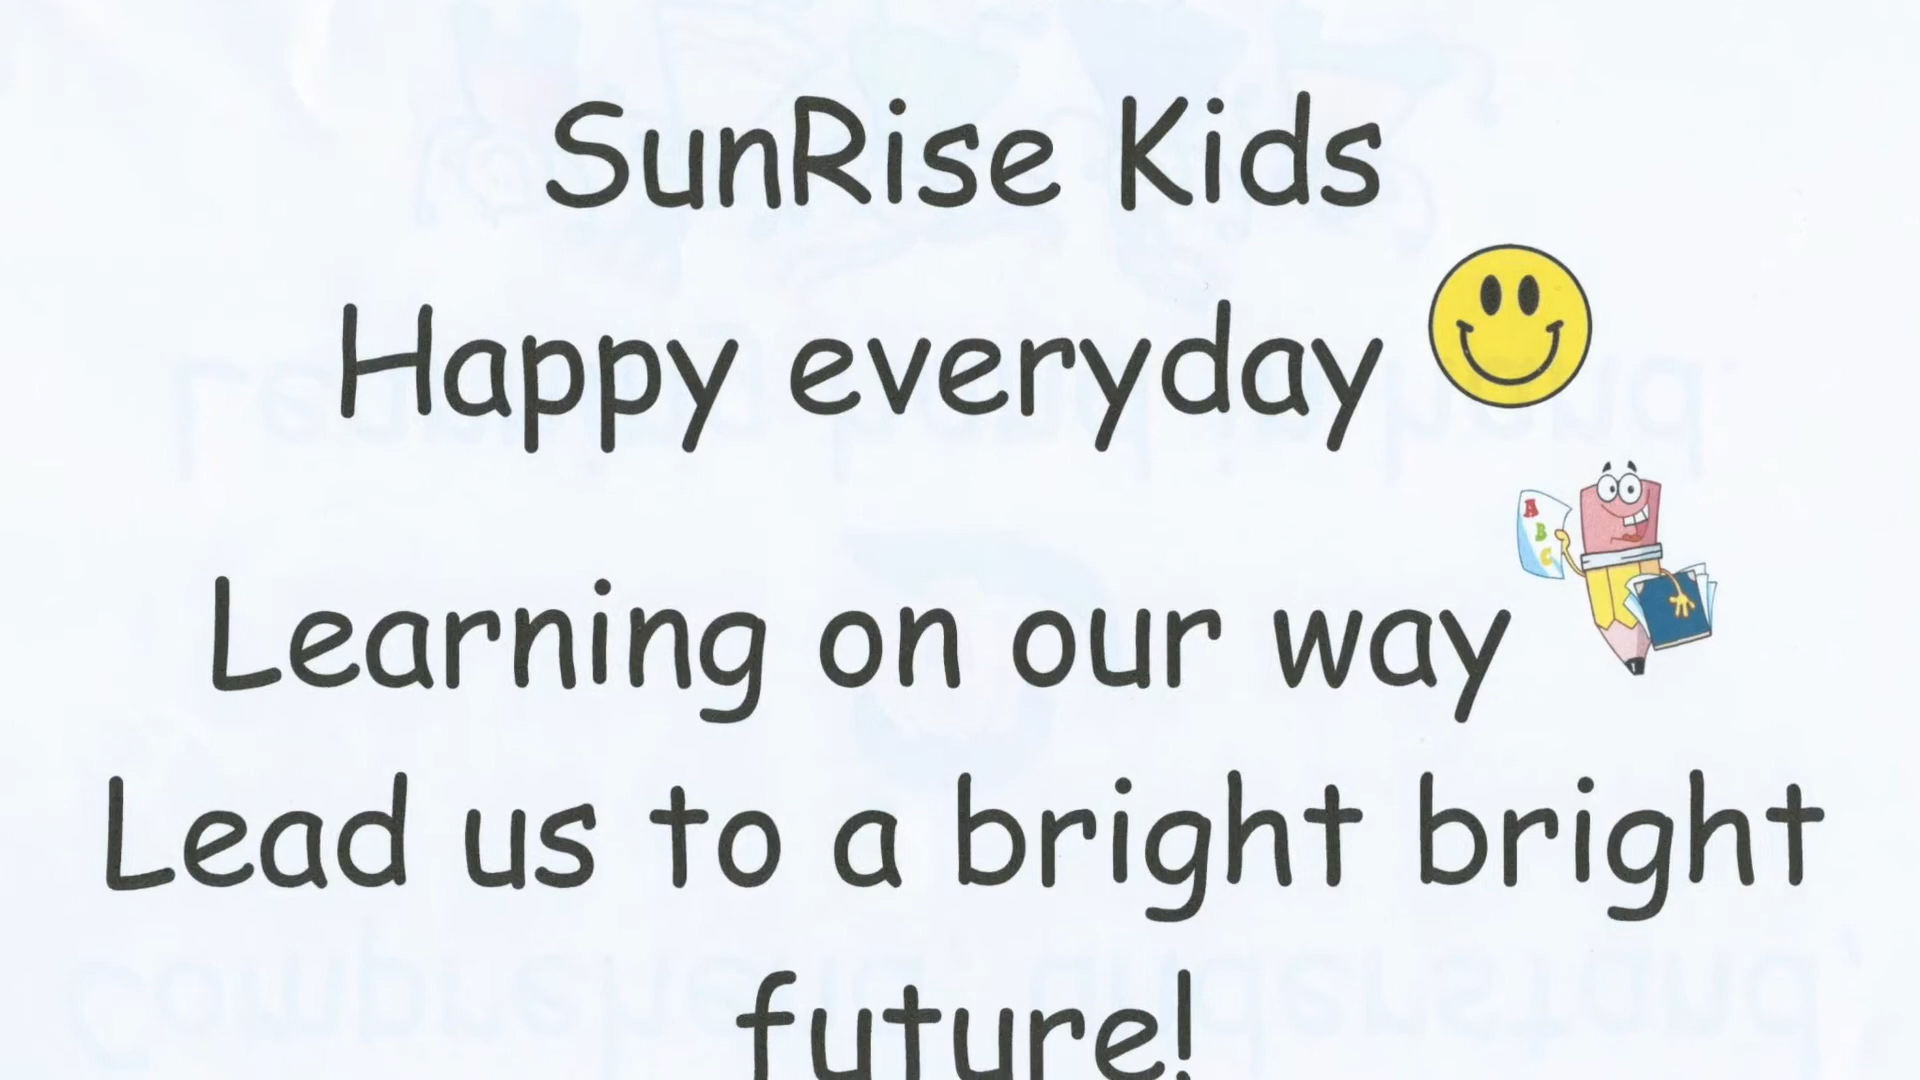 SunRise Kids
Happy everyday
A
B
C
Learning on our way
Lead us to a bright bright
future!